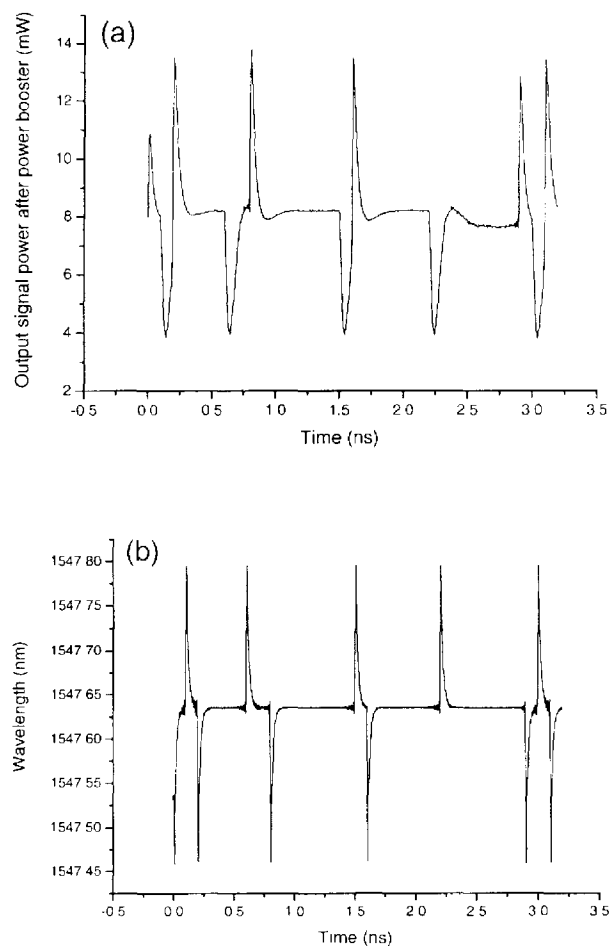 (a)
Output signal power after power booster (mW)
14
12
10
8
6
4
2
-0 5 0 0 0 5 1 0 1 5 2 0 2 5 3 0 3 5
Time (ns)
(b)
Wavelength (nm)
1547 80
1547 75
1547 70
1547 65
1547 60
1547 55
1547 50
1547 45
-0 5 0 0 0 5 1 0 1 5 2 0 2 5 3 0 3 5
Time (ns)